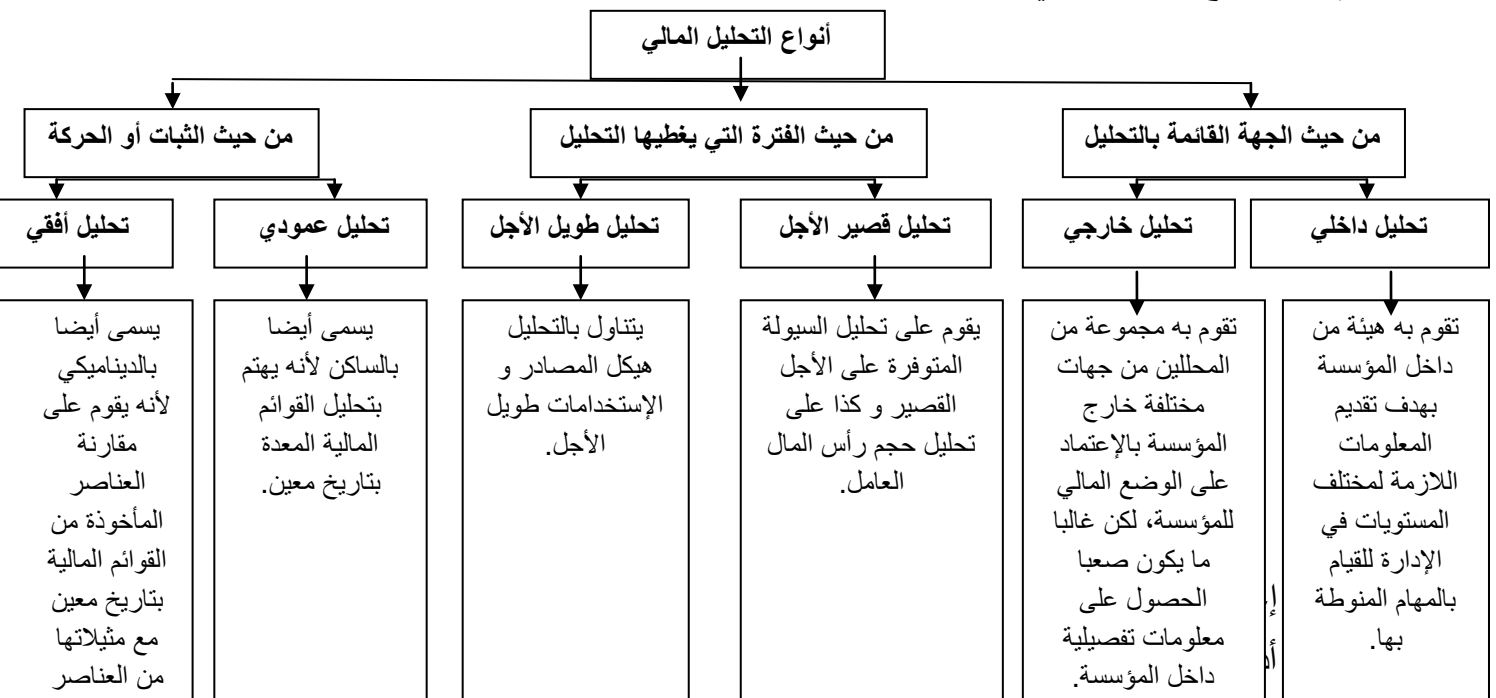 أنواع التحليل المالي
من حيث الجهة القائمة بالتحليل
من حيث الفترة التي يغطيها التحليل
من حيث الثبات أو الحركة
تحليل داخلي
تحليل خارجي
تحليل قصير الأجل
تحليل طويل الأجل
تحليل عمودي
تحليل أفقي
تقوم به هيئة من
داخل المؤسسة
بهدف تقديم
المعلومات
اللازمة لمختلف
المستويات في
الإدارة للقيام
بالمهام المنوطة
بها.
تقوم به مجموعة من
المحللين من جهات
مختلفة خارج
المؤسسة بالإعتماد
على الوضع المالي
للمؤسسة، لكن غالبا
ما يكون صعبا
الحصول على
معلومات تفصيلية
داخل المؤسسة.
يقوم على تحليل السيولة
المتوفرة على الأجل
القصير و كذا على
تحليل حجم رأس المال
العامل.
يتناول بالتحليل
هيكل المصادر و
الإستخدامات طويل
الأجل.
يسمى أيضا
بالساكن لأنه يهتم
بتحليل القوائم
المالية المعدة
بتاريخ معين.
يسمى أيضا
بالديناميكي
لأنه يقوم على
مقارنة
العناصر
المأخوذة من
القوائم المالية
بتاريخ معين
مع مثيلاتها
من العناصر